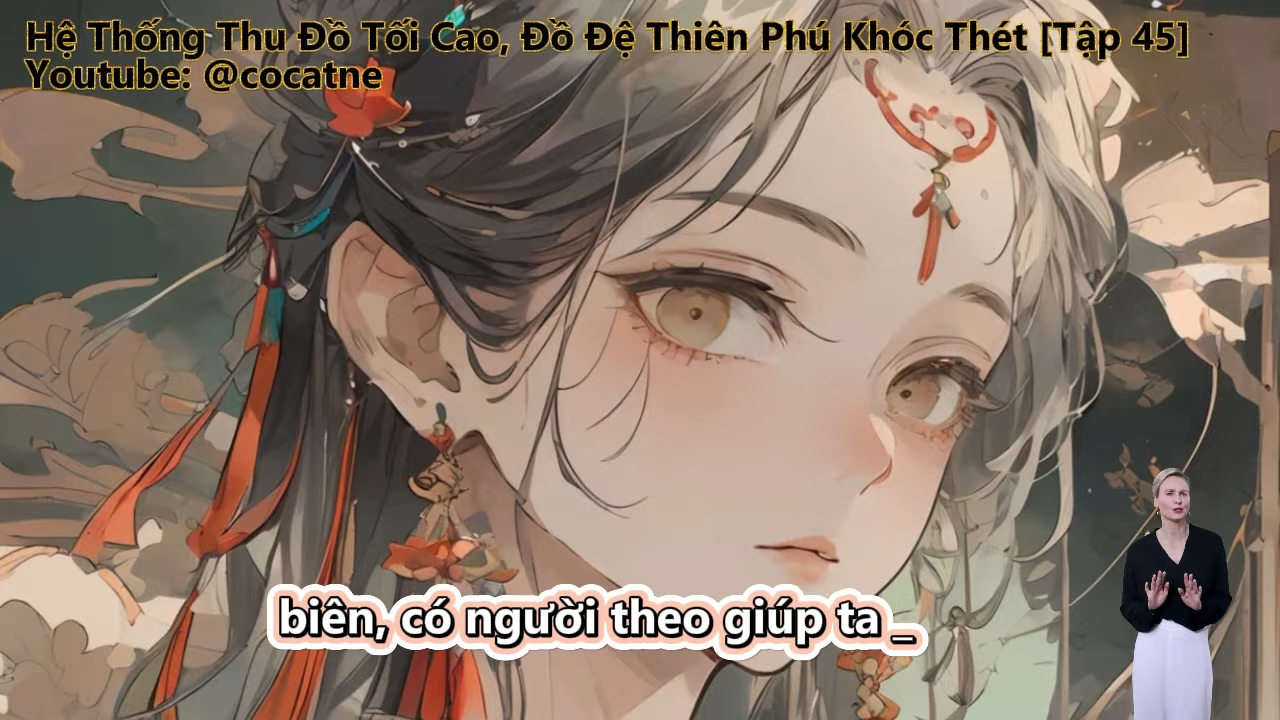 Hệ Thống Thu Đồ Tối Cao, Đồ Đệ Thiên Phú Khóc Thét [Tập 45]
Youtube: @cocatne
biên, có người theo giúp ta _